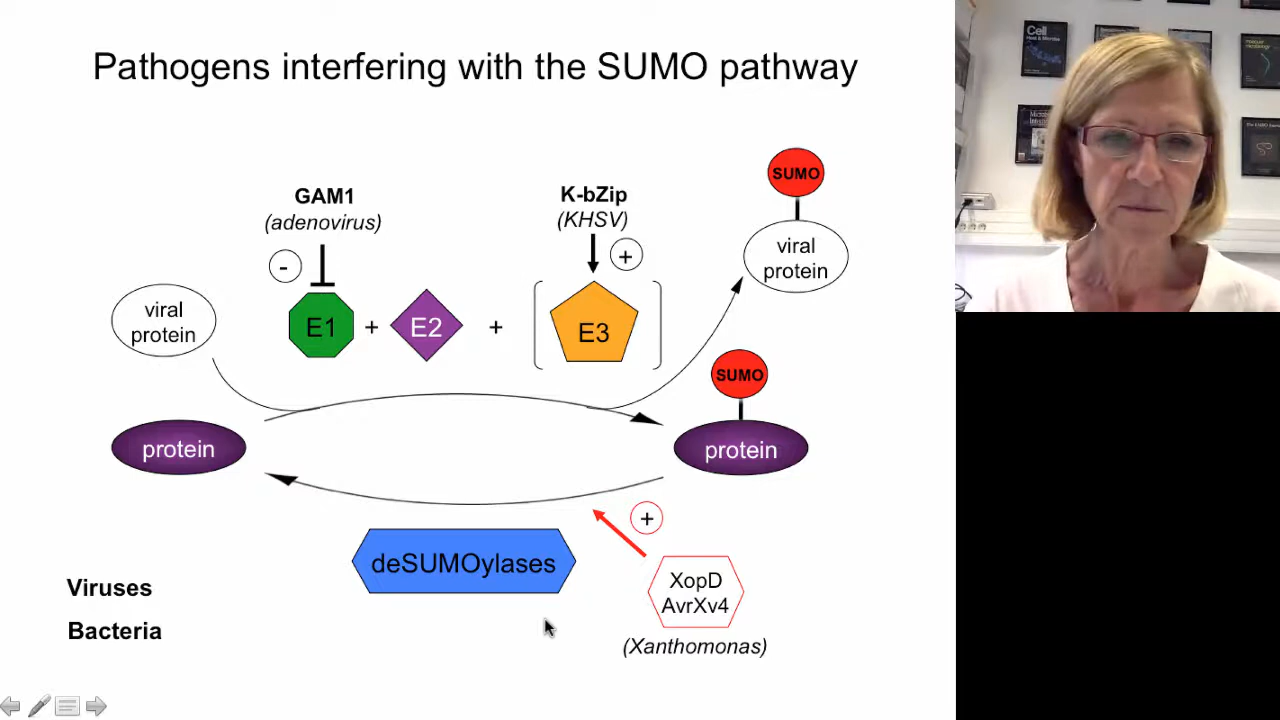 Pathogens interfering with the SUMO pathway
GAM1
(adenovirus)
-
K-bZip
(KHSV)
+
SUMO
viral
protein
viral
protein
E1
+
E2
+
E3
SUMO
protein
protein
+
deSUMOylases
XopD
AvrXv4
(Xanthomonas)
Viruses
Bacteria
Cell